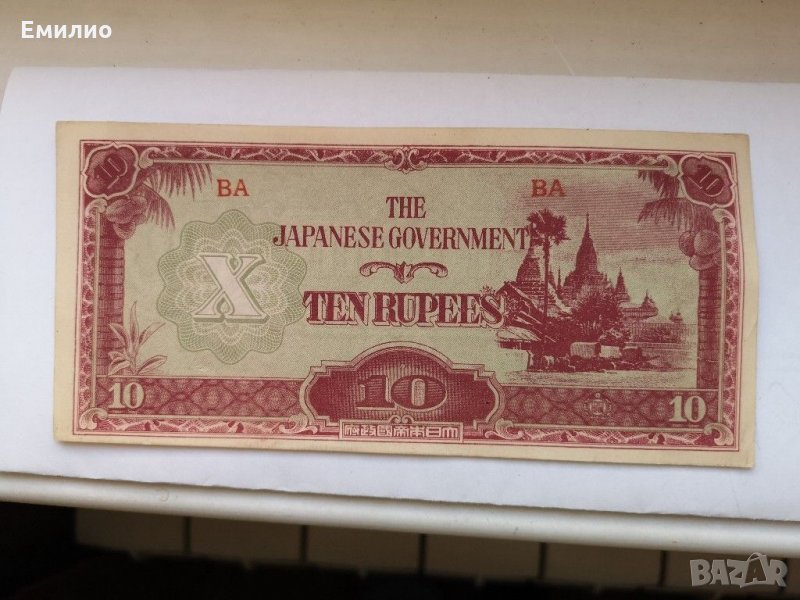 Емилио
10 10
BA BA
THE
JAPANESE GOVERNMENT
X
TEN RUPEES
10 10 10
大日本帝國政府
BAZAR